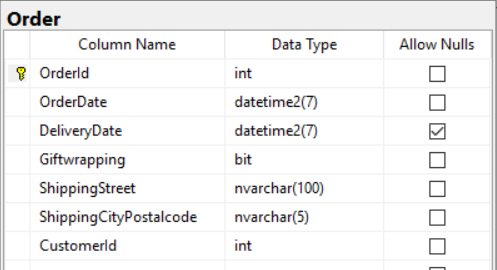 Order
Column Name Data Type Allow Nulls
OrderId int
OrderDate datetime2(7)
DeliveryDate datetime2(7)
Giftwrapping bit
ShippingStreet nvarchar(100)
ShippingCityPostalcode nvarchar(5)
CustomerId int